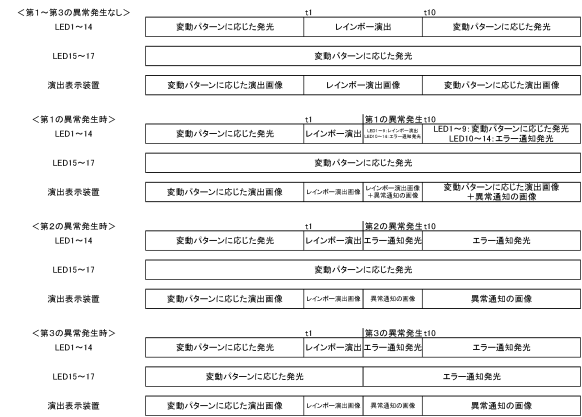 ＜第1～第3の異常発生なし＞
t1
t10
LED1～14
変動パターンに応じた発光
レインボー演出
変動パターンに応じた発光
LED15～17
変動パターンに応じた発光
演出表示装置
変動パターンに応じた演出画像
レインボー演出画像
変動パターンに応じた演出画像
＜第1の異常発生時＞
t1
第1の異常発生t10
LED1～14
変動パターンに応じた発光
レインボー演出
LED1～9:レインボー演出
LED10～14:エラー通知発光
LED1～9:変動パターンに応じた発光
LED10～14:エラー通知発光
LED15～17
変動パターンに応じた発光
演出表示装置
変動パターンに応じた演出画像
レインボー演出画像
レインボー演出画像
＋異常通知の画像
変動パターンに応じた演出画像
＋異常通知の画像
＜第2の異常発生時＞
t1
第2の異常発生t10
LED1～14
変動パターンに応じた発光
レインボー演出
エラー通知発光
エラー通知発光
LED15～17
変動パターンに応じた発光
演出表示装置
変動パターンに応じた演出画像
レインボー演出画像
異常通知の画像
異常通知の画像
＜第3の異常発生時＞
t1
第3の異常発生t10
LED1～14
変動パターンに応じた発光
レインボー演出
エラー通知発光
エラー通知発光
LED15～17
変動パターンに応じた発光
エラー通知発光
演出表示装置
変動パターンに応じた演出画像
レインボー演出画像
異常通知の画像
異常通知の画像